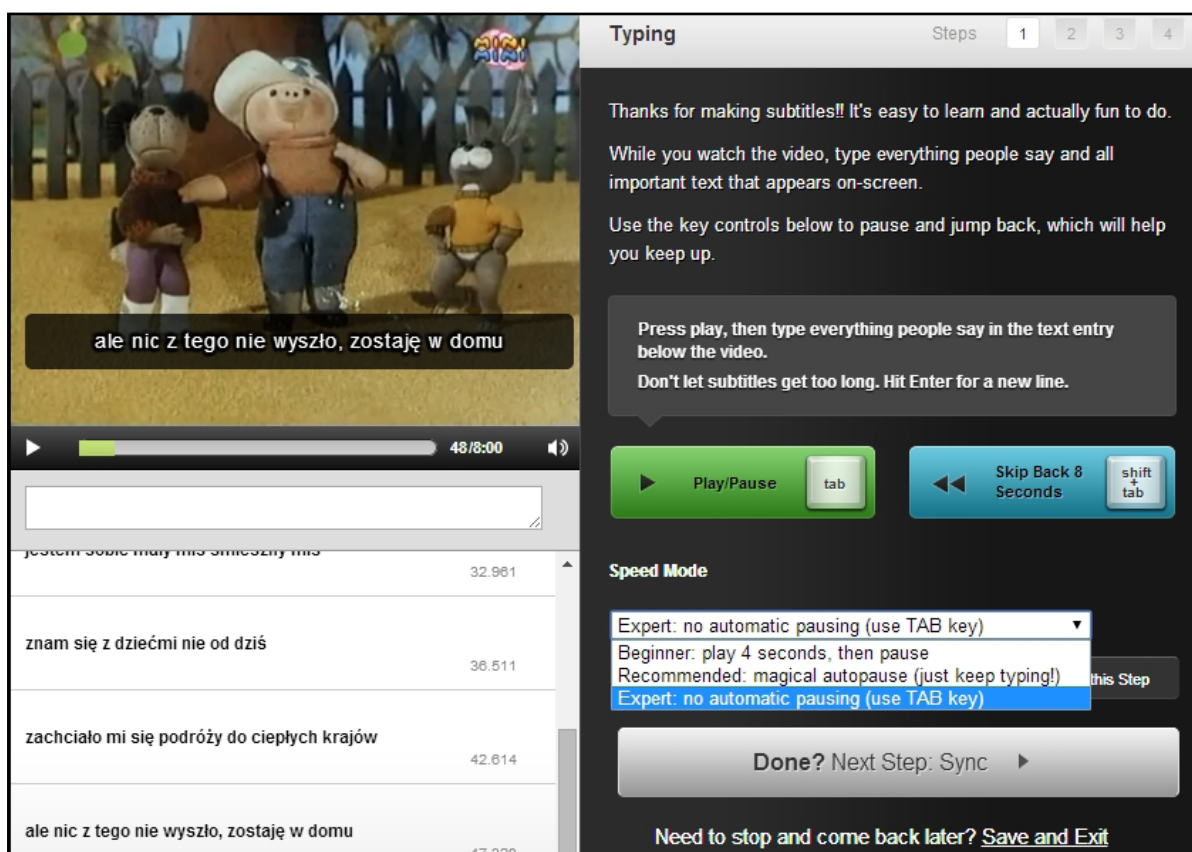 MINI
MINI
ale nic z tego nie wyszło, zostaję w domu
48/8:00
jestem sobie mały miś śmieszny miś
32.961
znam się z dziećmi nie od dziś
36.511
zachciało mi się podróży do ciepłych krajów
42.614
ale nic z tego nie wyszło, zostaję w domu
Typing
Steps 1 2 3 4
Thanks for making subtitles!! It's easy to learn and actually fun to do.
While you watch the video, type everything people say and all
important text that appears on-screen.
Use the key controls below to pause and jump back, which will help
you keep up.
Press play, then type everything people say in the text entry
below the video.
Don't let subtitles get too long. Hit Enter for a new line.
Play/Pause
tab
Skip Back 8
Seconds
shift
+
tab
Speed Mode
Expert: no automatic pausing (use TAB key)
Beginner: play 4 seconds, then pause
Recommended: magical autopause (just keep typing!)
Expert: no automatic pausing (use TAB key)
this Step
Done? Next Step: Sync
Need to stop and come back later? Save and Exit